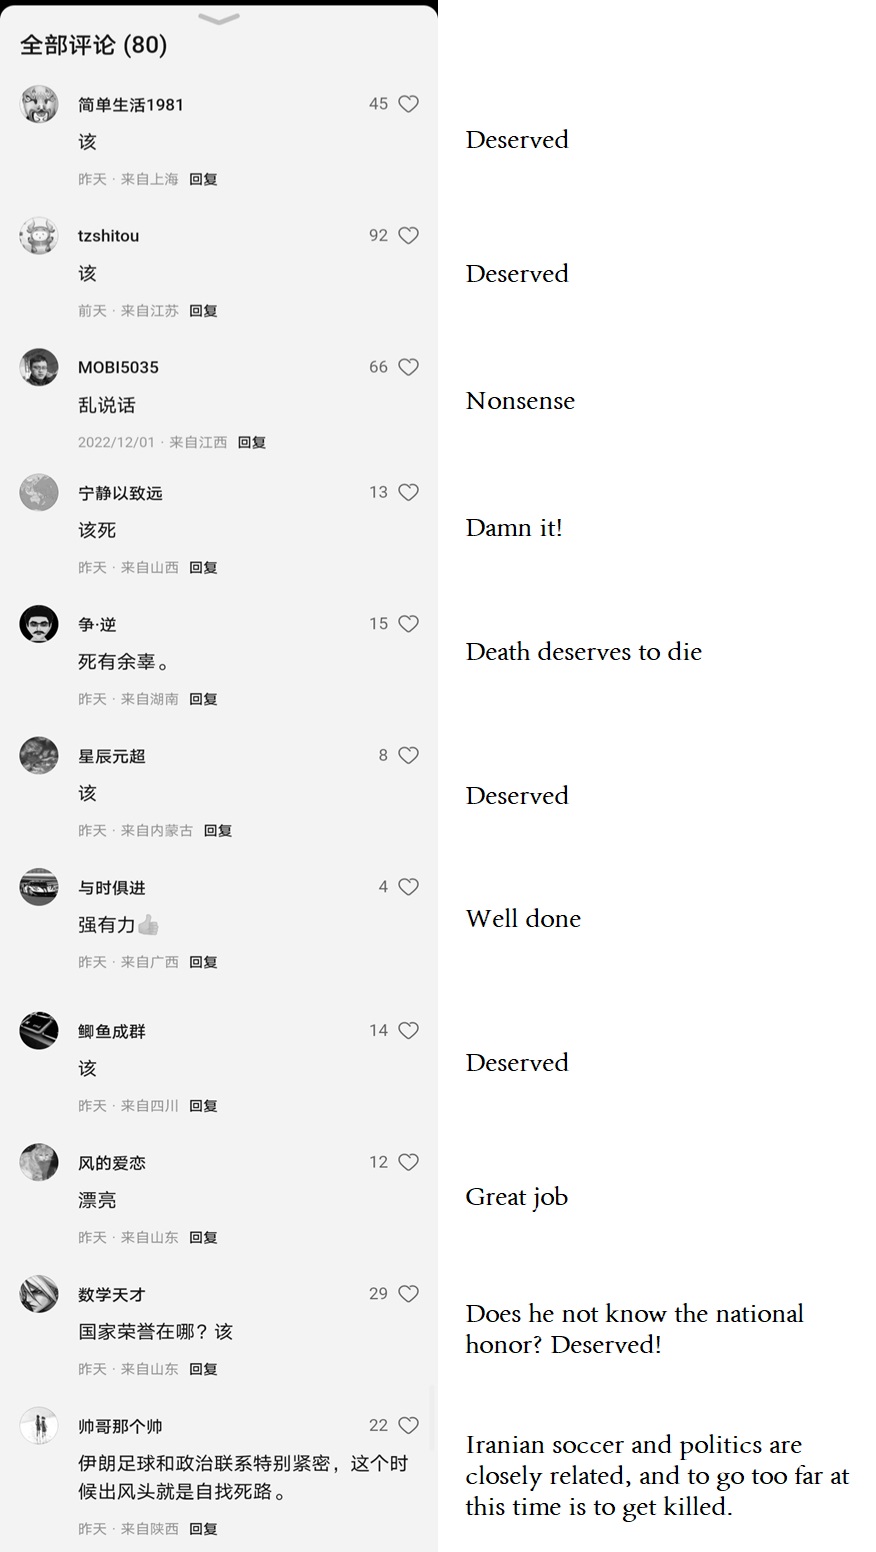 全部评论 (80)
简单生活1981
45
该
昨天 · 来自上海 回复
Deserved
tzshitou
92
该
前天 · 来自江苏 回复
Deserved
MOBI5035
66
乱说话
2022/12/01 · 来自江西 回复
Nonsense
宁静以致远
13
该死
昨天 · 来自山西 回复
Damn it!
争·逆
15
死有余辜。
昨天 · 来自湖南 回复
Death deserves to die
星辰元超
8
该
昨天 · 来自内蒙古 回复
Deserved
与时俱进
4
强有力👍
昨天 · 来自广西 回复
Well done
鲫鱼成群
14
该
昨天 · 来自四川 回复
Deserved
风的爱恋
12
漂亮
昨天 · 来自山东 回复
Great job
数学天才
29
国家荣誉在哪？该
昨天 · 来自山东 回复
Does he not know the national
honor? Deserved!
帅哥那个帅
22
伊朗足球和政治联系特别紧密，这个时
候出风头就是自找死路。
昨天 · 来自陕西 回复
Iranian soccer and politics are
closely related, and to go too far at
this time is to get killed.